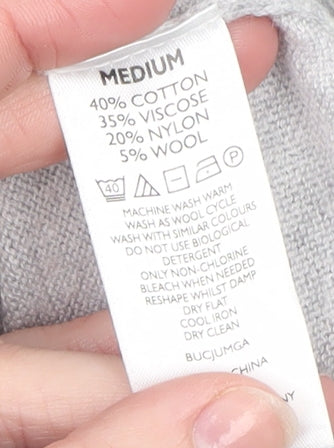 MEDIUM
40% COTTON
35% VISCOSE
20% NYLON
5% WOOL
40 P
MACHINE WASH WARM
WASH AS WOOL CYCLE
WASH WITH SIMILAR COLOURS
DO NOT USE BIOLOGICAL
DETERGENT
ONLY NON-CHLORINE
BLEACH WHEN NEEDED
RESHAPE WHILST DAMP
DRY FLAT
COOL IRON
DRY CLEAN
BUCJUMGA
CHINA